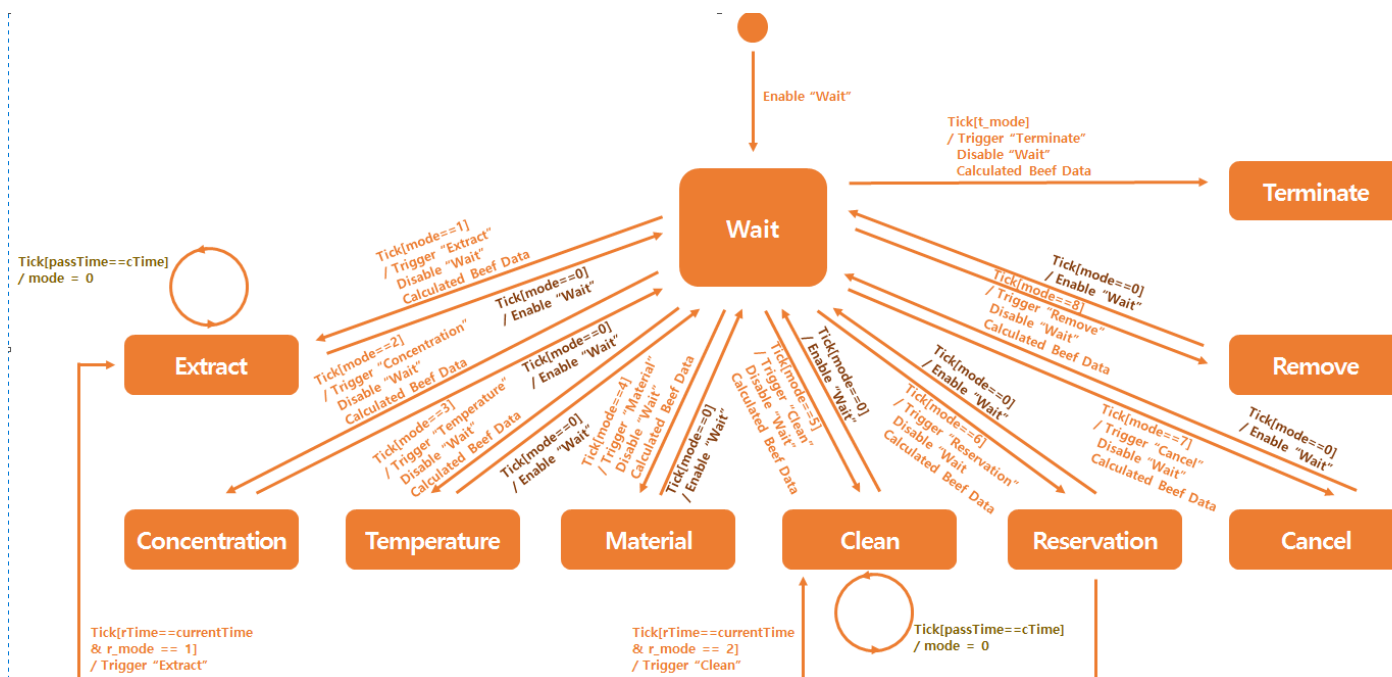 Enable “Wait”
Tick[t_mode]
/ Trigger “Terminate”
Disable “Wait”
Calculated Beef Data
Terminate
Wait
Tick[mode==1]
/ Trigger “Extract”
Disable “Wait”
Calculated Beef Data
Tick[passTime==cTime]
/ mode = 0
Tick[mode==0]
/ Enable “Wait”
Extract
Tick[mode==0]
/ Enable “Wait”
Tick[mode==8]
/ Trigger “Remove”
Disable “Wait”
Calculated Beef Data
Remove
Tick[mode==2]
/ Trigger “Concentration”
Disable “Wait”
Calculated Beef Data
Tick[mode==0]
/ Enable “Wait”
Tick[mode==3]
/ Trigger “Temperature”
Disable “Wait”
Calculated Beef Data
Tick[mode==0]
/ Enable “Wait”
Tick[mode==4]
/ Trigger “Material”
Disable “Wait”
Calculated Beef Data
Tick[mode==0]
/ Enable “Wait”
Tick[mode==5]
/ Trigger “Clean”
Disable “Wait”
Calculated Beef Data
Tick[mode==0]
/ Enable “Wait”
Tick[mode==6]
/ Trigger “Reservation”
Disable “Wait
Calculated Beef Data
Tick[mode==0]
/ Enable “Wait”
Tick[mode==7]
/ Trigger “Cancel”
Disable “Wait”
Calculated Beef Data
Tick[mode==0]
/ Enable “Wait”
Concentration
Temperature
Material
Clean
Reservation
Cancel
Tick[rTime==currentTime
& r_mode == 1]
/ Trigger “Extract”
Tick[rTime==currentTime
& r_mode == 2]
/ Trigger “Clean”
Tick[passTime==cTime]
/ mode = 0